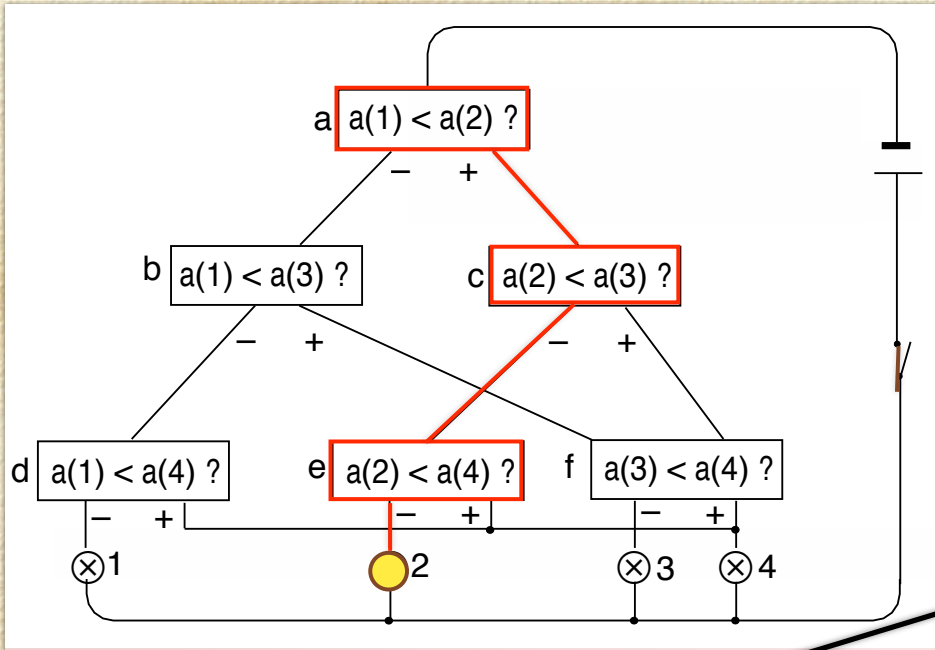 a a(1) < a(2) ?
– +
b a(1) < a(3) ? c a(2) < a(3) ?
– + – +
d a(1) < a(4) ? e a(2) < a(4) ? f a(3) < a(4) ?
– + – + – +
1 2 3 4